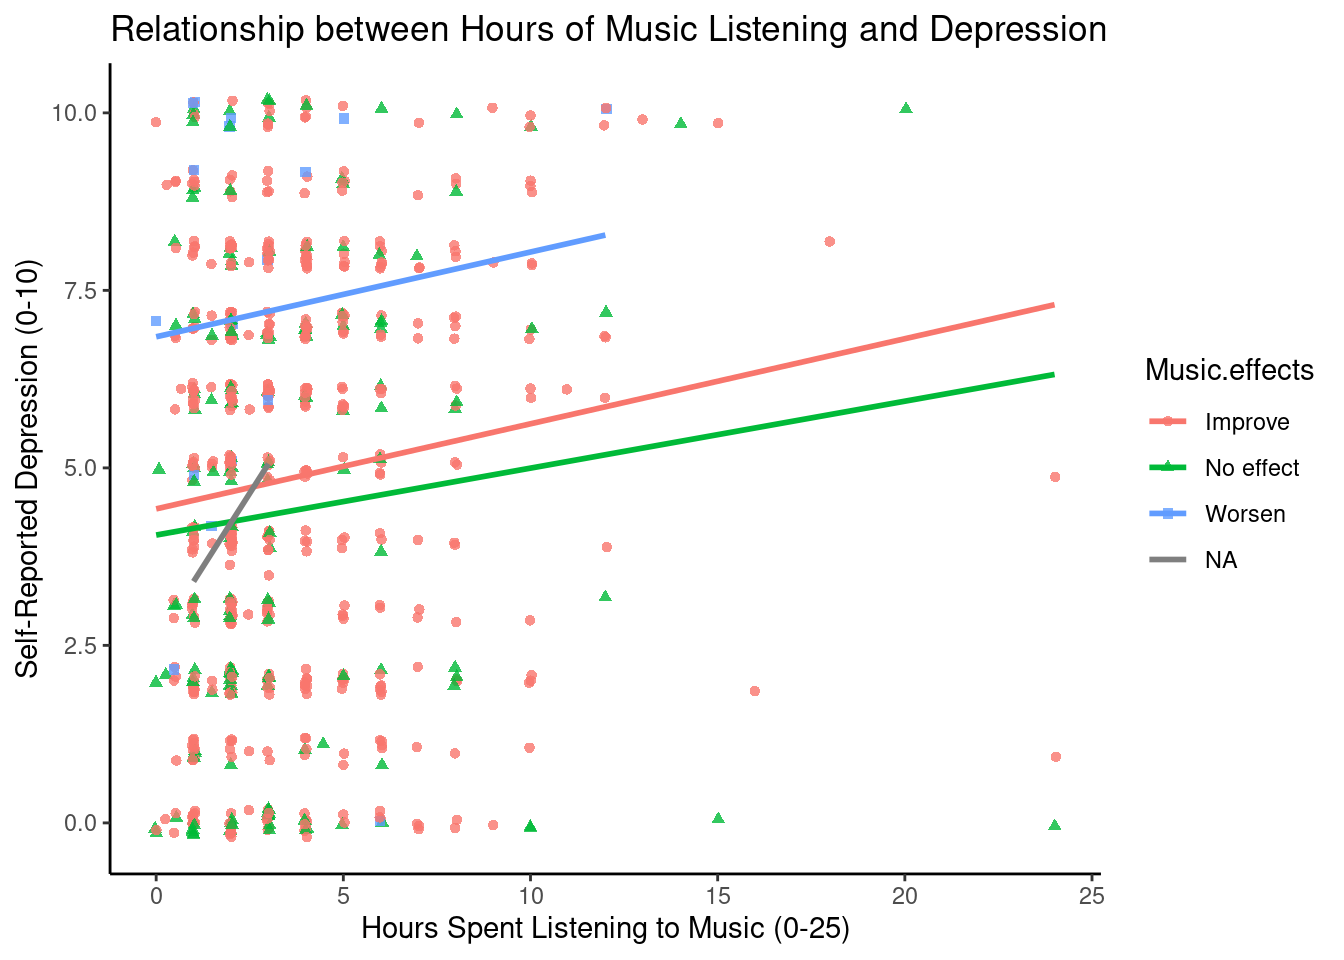 Relationship between Hours of Music Listening and Depression
10.0
7.5
5.0
2.5
0.0
Self-Reported Depression (0-10)
0
5
10
15
20
25
Hours Spent Listening to Music (0-25)
Music.effects
Improve
No effect
Worsen
NA